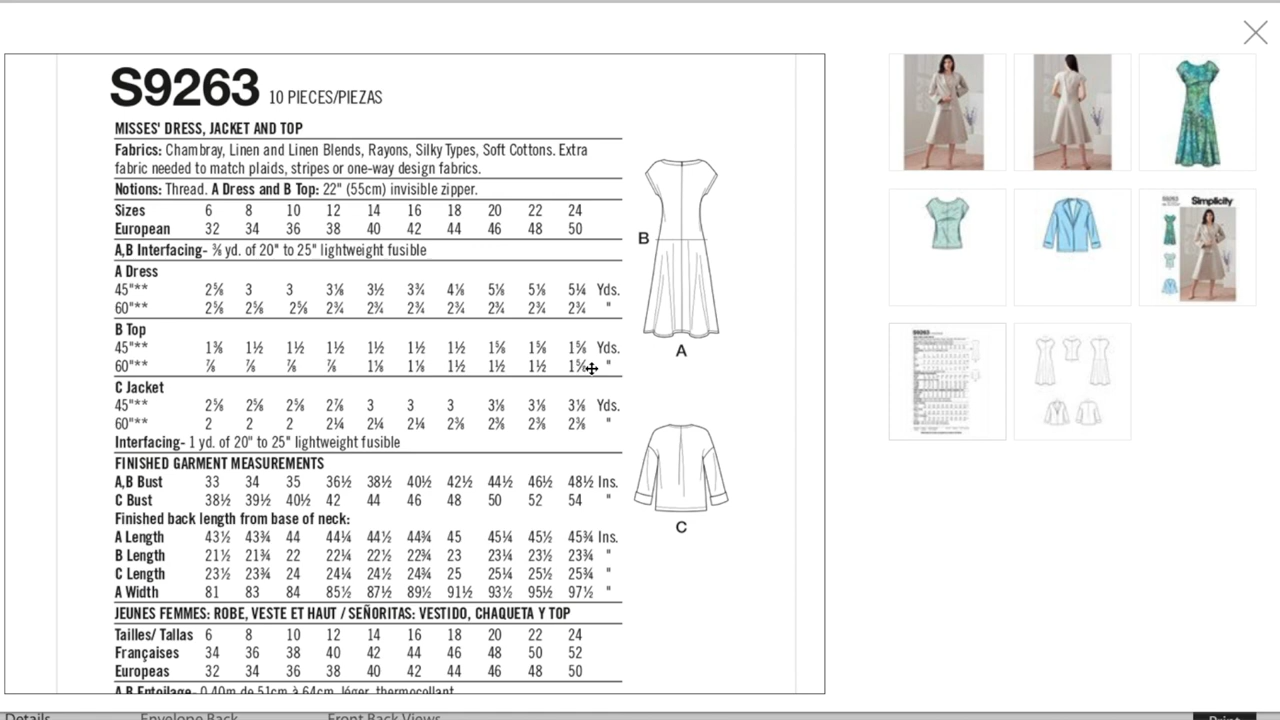 S9263 10 PIECES/PIEZAS
MISSES' DRESS, JACKET AND TOP
Fabrics: Chambray, Linen and Linen Blends, Rayons, Silky Types, Soft Cottons. Extra
fabric needed to match plaids, stripes or one-way design fabrics.
Notions: Thread. A Dress and B Top: 22" (55cm) invisible zipper.
Sizes 6 8 10 12 14 16 18 20 22 24
European 32 34 36 38 40 42 44 46 48 50
A,B Interfacing- ⅜ yd. of 20" to 25" lightweight fusible
A Dress
45"** 2⅝ 3 3 3⅛ 3½ 3¾ 4⅛ 5⅛ 5⅛ 5¼ Yds.
60"** 2⅝ 2⅝ 2⅝ 2¾ 2¾ 2¾ 2¾ 2¾ 2¾ 2¾ "
B Top
45"** 1⅜ 1½ 1½ 1½ 1½ 1½ 1½ 1⅝ 1⅝ 1⅝ Yds.
60"** ⅞ ⅞ ⅞ ⅞ 1⅛ 1⅛ 1½ 1½ 1½ 1⅝ "
C Jacket
45"** 2⅝ 2⅝ 2⅝ 2⅞ 3 3 3 3⅛ 3⅛ 3⅛ Yds.
60"** 2 2 2 2¼ 2¼ 2¼ 2⅜ 2⅜ 2⅜ 2⅜ "
Interfacing- 1 yd. of 20" to 25" lightweight fusible
FINISHED GARMENT MEASUREMENTS
A,B Bust 33 34 35 36½ 38½ 40½ 42½ 44½ 46½ 48½ Ins.
C Bust 38½ 39½ 40½ 42 44 46 48 50 52 54 "
Finished back length from base of neck:
A Length 43½ 43¾ 44 44¼ 44½ 44¾ 45 45¼ 45½ 45¾ Ins.
B Length 21½ 21¾ 22 22¼ 22½ 22¾ 23 23¼ 23½ 23¾ "
C Length 23½ 23¾ 24 24¼ 24½ 24¾ 25 25¼ 25½ 25¾ "
A Width 81 83 84 85½ 87½ 89½ 91½ 93½ 95½ 97½ "
JEUNES FEMMES: ROBE, VESTE ET HAUT / SEÑORITAS: VESTIDO, CHAQUETA Y TOP
Tailles/ Tallas 6 8 10 12 14 16 18 20 22 24
Françaises 34 36 38 40 42 44 46 48 50 52
Europeas 32 34 36 38 40 42 44 46 48 50
A,B Entoilage- 0.40m de 51cm à 64cm, léger, thermocollant
B
A
C
Simplicity
S9263
Details Envelope Back Front Back Views Print